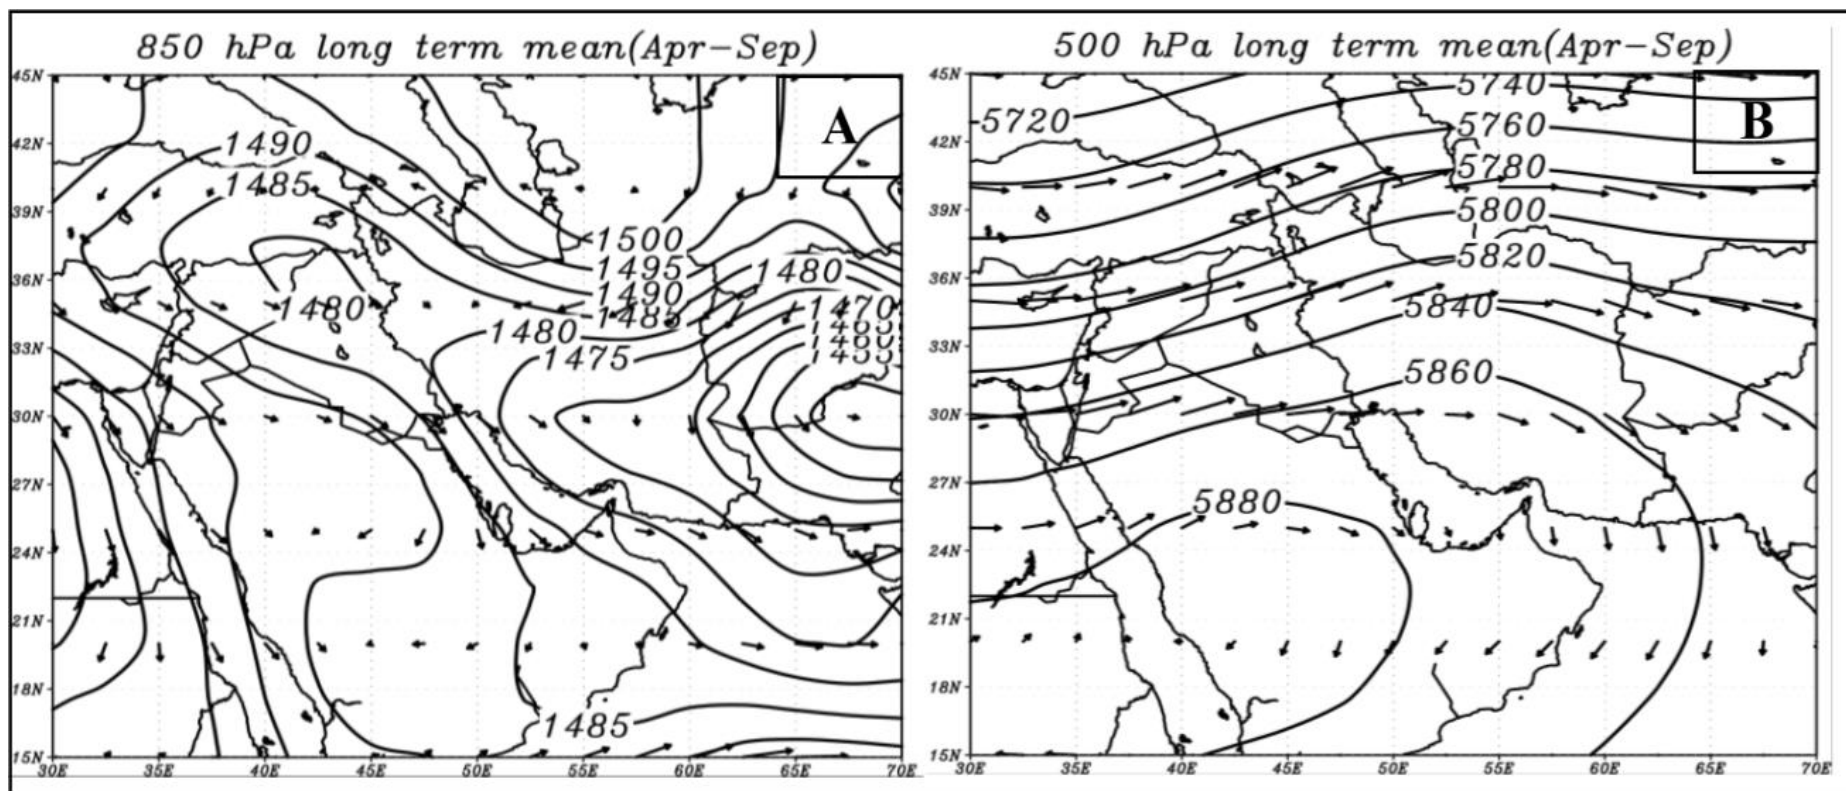 850 hPa long term mean(Apr-Sep)
45N
42N
39N
36N
33N
30N
27N
24N
21N
18N
15N
30E 35E 40E 45E 50E 55E 60E 65E 70E
A
1490
1485
1500
1495
1490
1485
1480
1480
1470
1465
1460
1455
1480
1475
1485
500 hPa long term mean(Apr-Sep)
45N
42N
39N
36N
33N
30N
27N
24N
21N
18N
15N
30E 35E 40E 45E 50E 55E 60E 65E 70E
B
5720
5740
5760
5780
5800
5820
5840
5860
5880